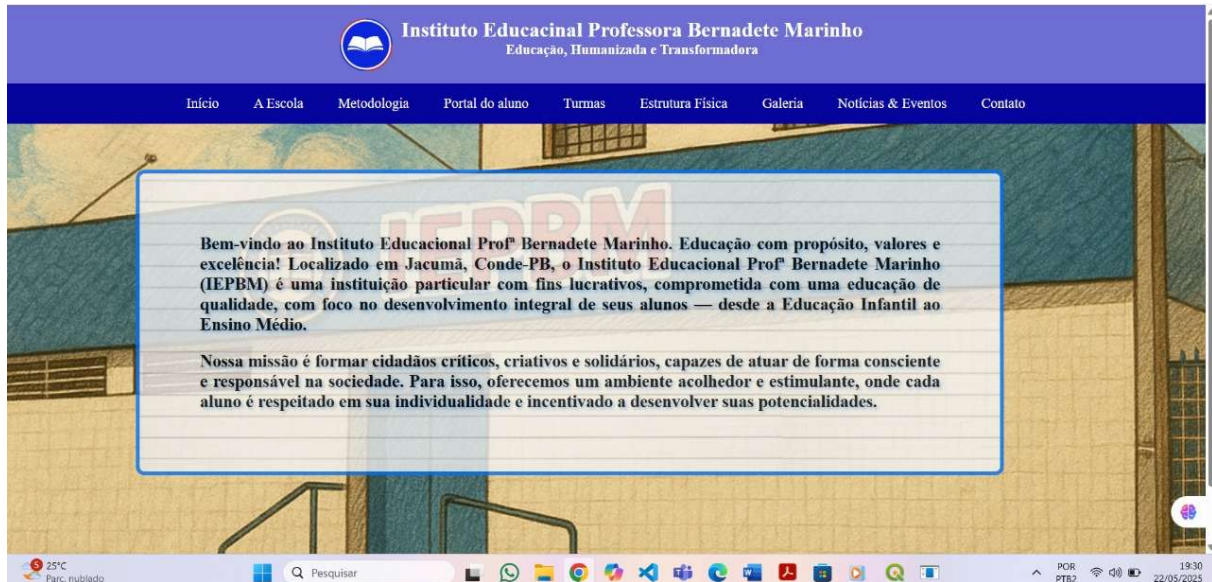 Instituto Educacinal Professora Bernadete Marinho
Educação, Humanizada e Transformadora
Início A Escola Metodologia Portal do aluno Turmas Estrutura Física Galeria Notícias & Eventos Contato
IEPBM
Bem-vindo ao Instituto Educacional Profª Bernadete Marinho. Educação com propósito, valores e
excelência! Localizado em Jacumã, Conde-PB, o Instituto Educacional Profª Bernadete Marinho
(IEPBM) é uma instituição particular com fins lucrativos, comprometida com uma educação de
qualidade, com foco no desenvolvimento integral de seus alunos — desde a Educação Infantil ao
Ensino Médio.
Nossa missão é formar cidadãos críticos, criativos e solidários, capazes de atuar de forma consciente
e responsável na sociedade. Para isso, oferecemos um ambiente acolhedor e estimulante, onde cada
aluno é respeitado em sua individualidade e incentivado a desenvolver suas potencialidades.
5 25°C
Parc. nublado
Pesquisar
POR
PTB2
19:30
22/05/2025